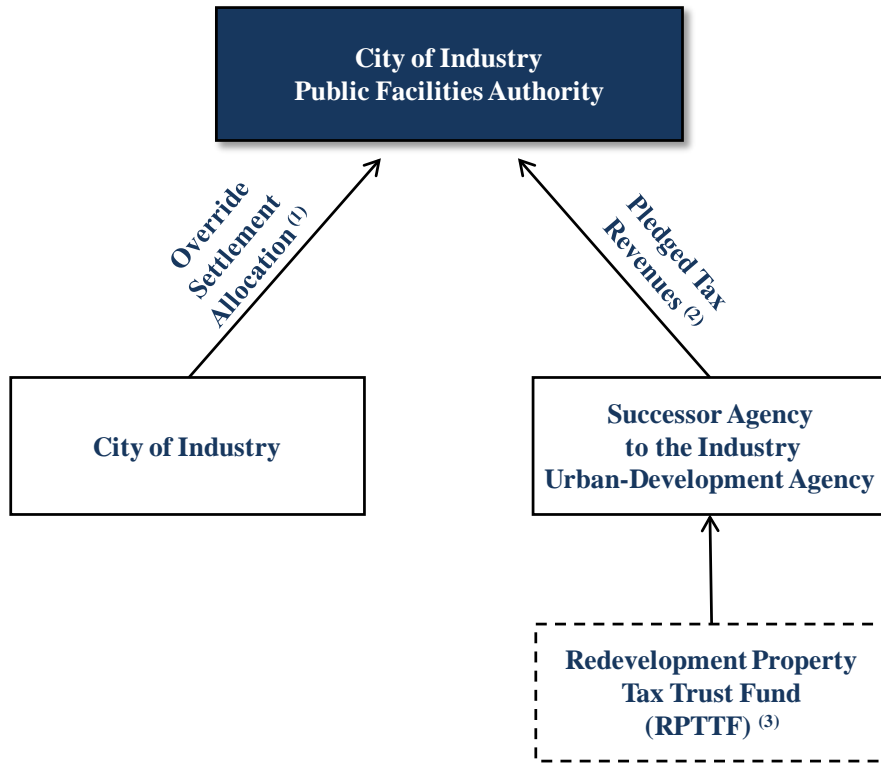 City of Industry
Public Facilities Authority
Override
Settlement
Allocation (1)
Pledged Tax
Revenues (2)
City of Industry
Successor Agency
to the Industry
Urban-Development Agency
Redevelopment Property
Tax Trust Fund
(RPTTF) (3)